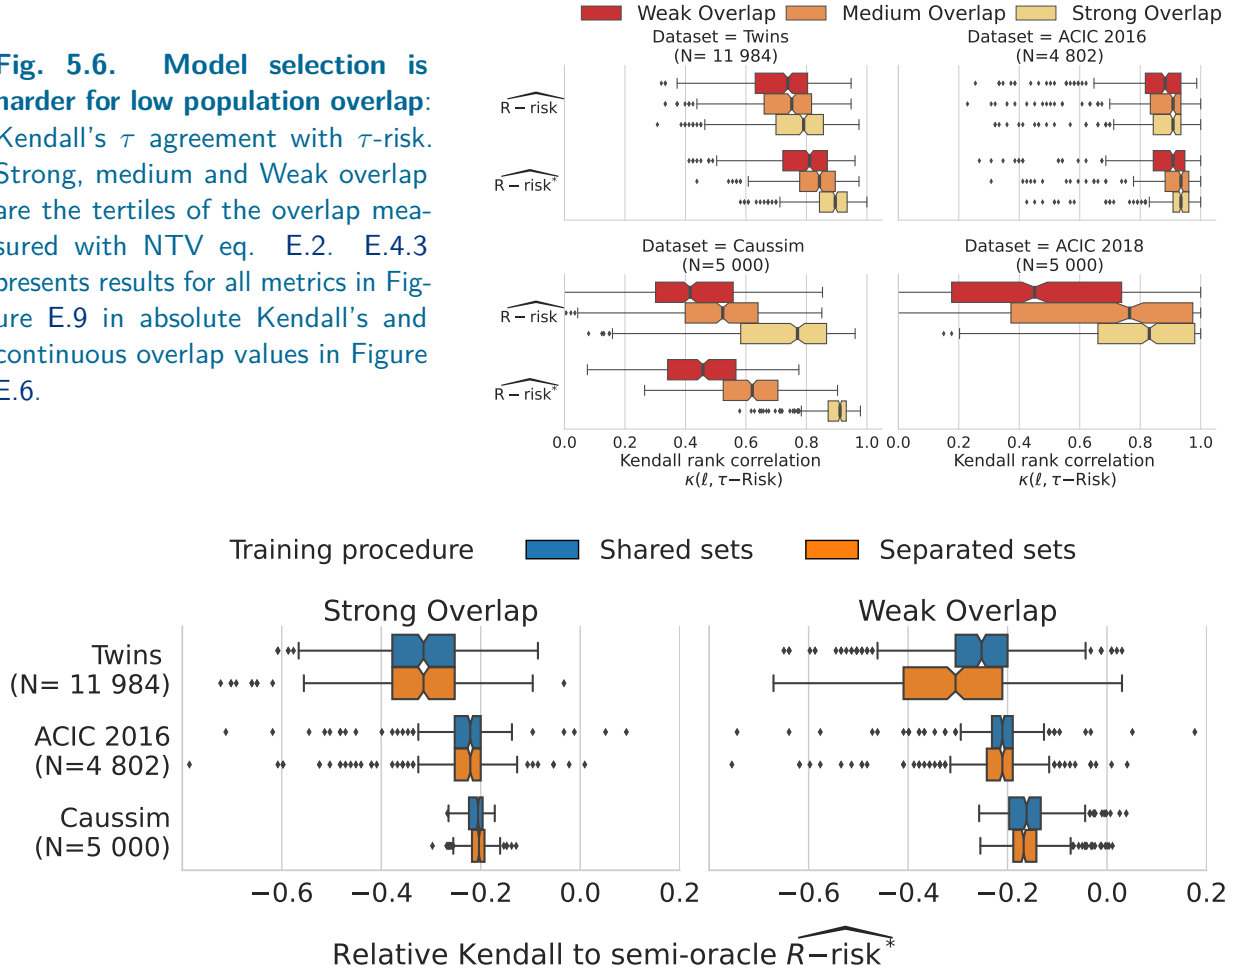 Fig. 5.6. Model selection is
harder for low population overlap:
Kendall's τ agreement with τ-risk.
Strong, medium and Weak overlap
are the tertiles of the overlap mea-
sured with NTV eq. E.2. E.4.3
presents results for all metrics in Fig-
ure E.9 in absolute Kendall's and
continuous overlap values in Figure
E.6.
Weak Overlap Medium Overlap Strong Overlap
Dataset = Twins
(N= 11 984)
Dataset = ACIC 2016
(N=4 802)
R−risk
R−risk*
Dataset = Caussim
(N=5 000)
Dataset = ACIC 2018
(N=5 000)
R−risk
R−risk*
0.0 0.2 0.4 0.6 0.8 1.0
Kendall rank correlation
κ(ℓ, τ−Risk)
0.0 0.2 0.4 0.6 0.8 1.0
Kendall rank correlation
κ(ℓ, τ−Risk)
Training procedure Shared sets Separated sets
Strong Overlap
Weak Overlap
Twins
(N= 11 984)
ACIC 2016
(N=4 802)
Caussim
(N=5 000)
−0.6 −0.4 −0.2 0.0 0.2
−0.6 −0.4 −0.2 0.0 0.2
Relative Kendall to semi-oracle R−risk*